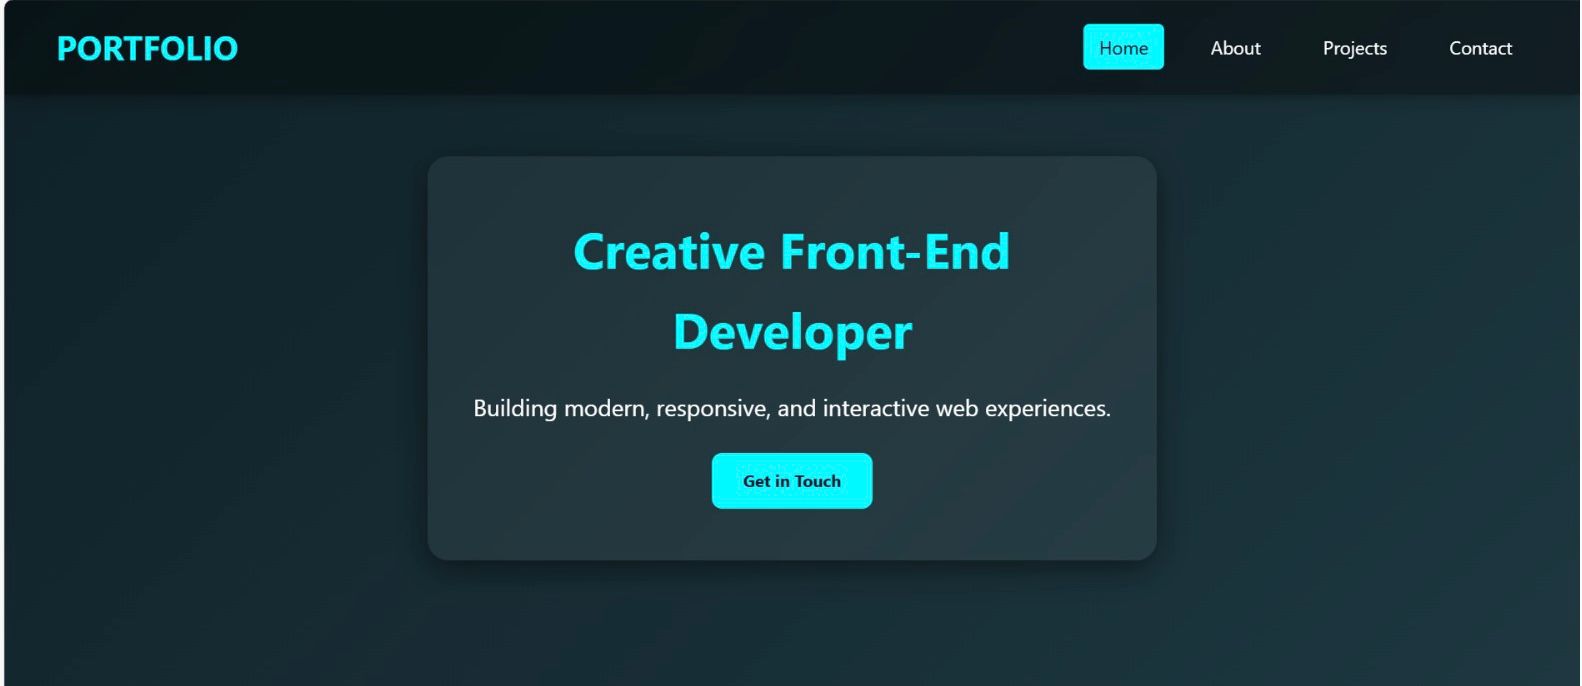 PORTFOLIO
Home About Projects Contact
Creative Front-End
Developer
Building modern, responsive, and interactive web experiences.
Get in Touch